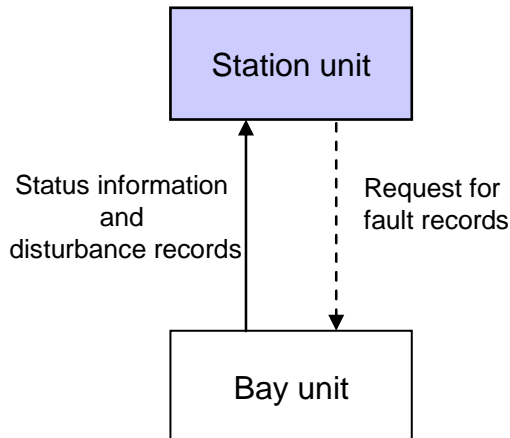 Station unit
Status information
and
disturbance records
Request for
fault records
Bay unit